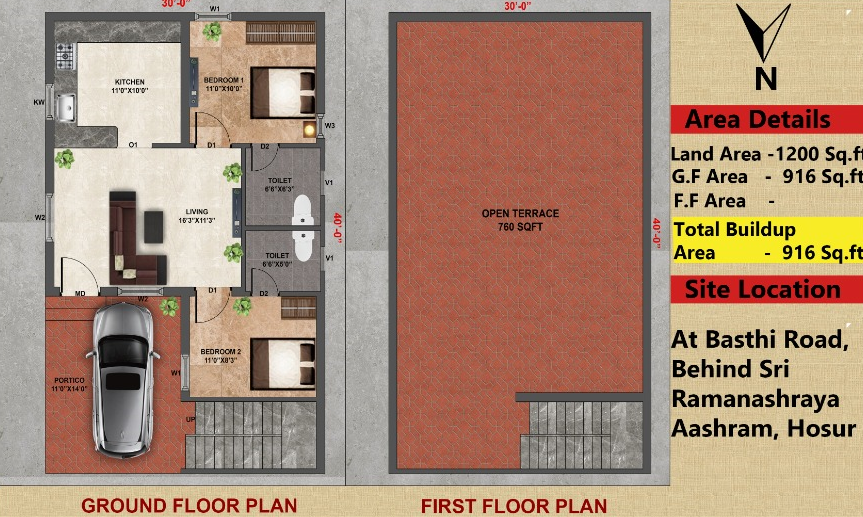 30'-0"
W1
KITCHEN
11'0"X10'0"
BEDROOM 1
11'0"X10'0"
KW
W3
O1
D1
D2
TOILET
6'6"X6'3"
V1
W2
LIVING
16'3"X11'3"
40'-0"
TOILET
6'6"X5'0"
V1
MD
W2
D1
D2
BEDROOM 2
11'0"X8'3"
W1
PORTICO
11'0"X14'0"
UP
GROUND FLOOR PLAN
30'-0"
OPEN TERRACE
760 SQFT
40'-0"
FIRST FLOOR PLAN
N
Area Details
Land Area -1200 Sq.ft
G.F Area - 916 Sq.ft
F.F Area -
Total Buildup
Area - 916 Sq.ft
Site Location
At Basthi Road,
Behind Sri
Ramanashraya
Aashram, Hosur